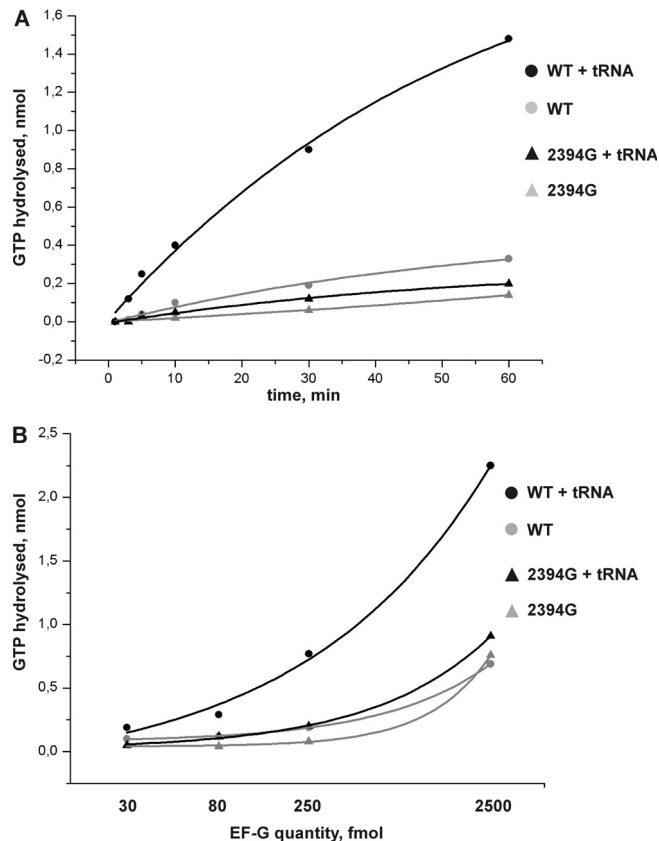 A
GTP hydrolysed, nmol
1,6
1,4
1,2
1,0
0,8
0,6
0,4
0,2
0,0
-0,2
0
10
20
30
40
50
60
time, min
WT + tRNA
WT
2394G + tRNA
2394G
B
GTP hydrolysed, nmol
2,5
2,0
1,5
1,0
0,5
0,0
30
80
250
2500
EF-G quantity, fmol
WT + tRNA
WT
2394G + tRNA
2394G